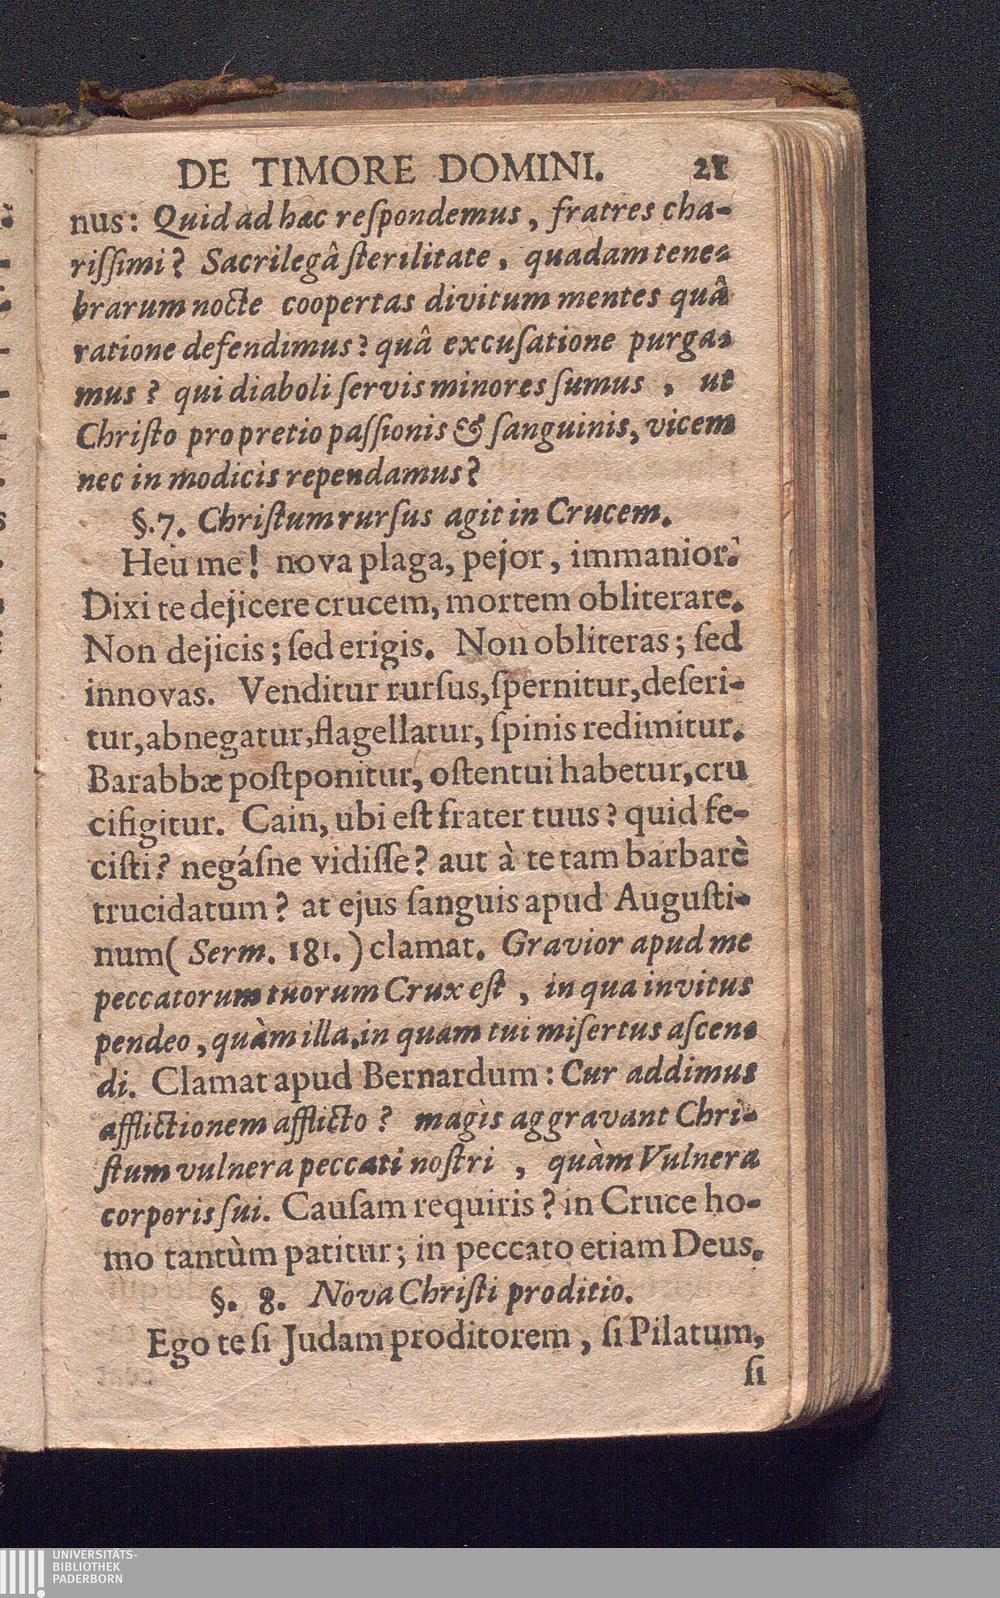 DE TIMORE DOMINI. 21
nus: Quid ad hæc reſpondemus, fratres cha-
riſſimi? Sacrilegâ ſterilitate, quadam tene-
brarum nocte coopertas divitum mentes quâ
ratione defendimus? quâ excuſatione purga-
mus? qui diaboli ſervis minores ſumus, ut
Chriſto pro pretio paſſionis & ſanguinis, vicem
nec in modicis rependamus?
§. 7. Chriſtum rurſus agit in Crucem.
Heu me! nova plaga, pejor, immanior.
Dixi te dejicere crucem, mortem obliterare.
Non dejicis; ſed erigis. Non obliteras; ſed
innovas. Venditur rurſus, ſpernitur, deſeri-
tur, abnegatur, flagellatur, ſpinis redimitur.
Barabbæ poſtponitur, oſtentui habetur, cru
cifigitur. Cain, ubi eſt frater tuus? quid fe-
ciſti? negáſne vidiſſe? aut à te tam barbarè
trucidatum? at ejus ſanguis apud Auguſti-
num (Serm. 181.) clamat. Gravior apud me
peccatorum tuorum Crux eſt, in qua invitus
pendeo, quàm illa, in quam tui miſertus aſcen-
di. Clamat apud Bernardum: Cur addimus
afflictionem afflicto? magìs aggravant Chri-
ſtum vulnera peccati noſtri, quàm Vulnera
corporis ſui. Cauſam requiris? in Cruce ho-
mo tantùm patitur; in peccato etiam Deus.
§. 8. Nova Chriſti proditio.
Ego te ſi Judam proditorem, ſi Pilatum,
ſi
UNIVERSITÄTS-
BIBLIOTHEK
PADERBORN